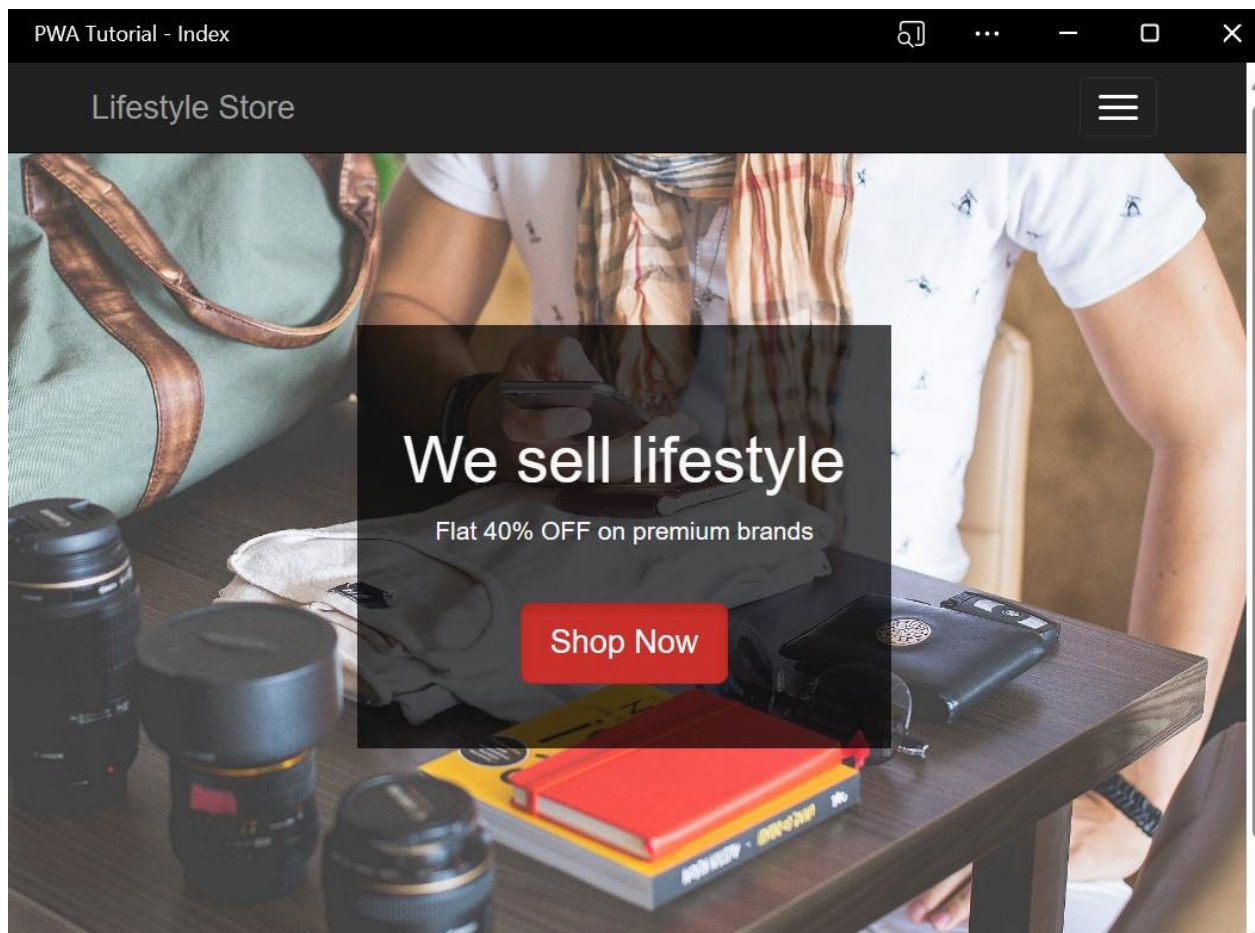 PWA Tutorial - Index
Lifestyle Store
We sell lifestyle
Flat 40% OFF on premium brands
Shop Now